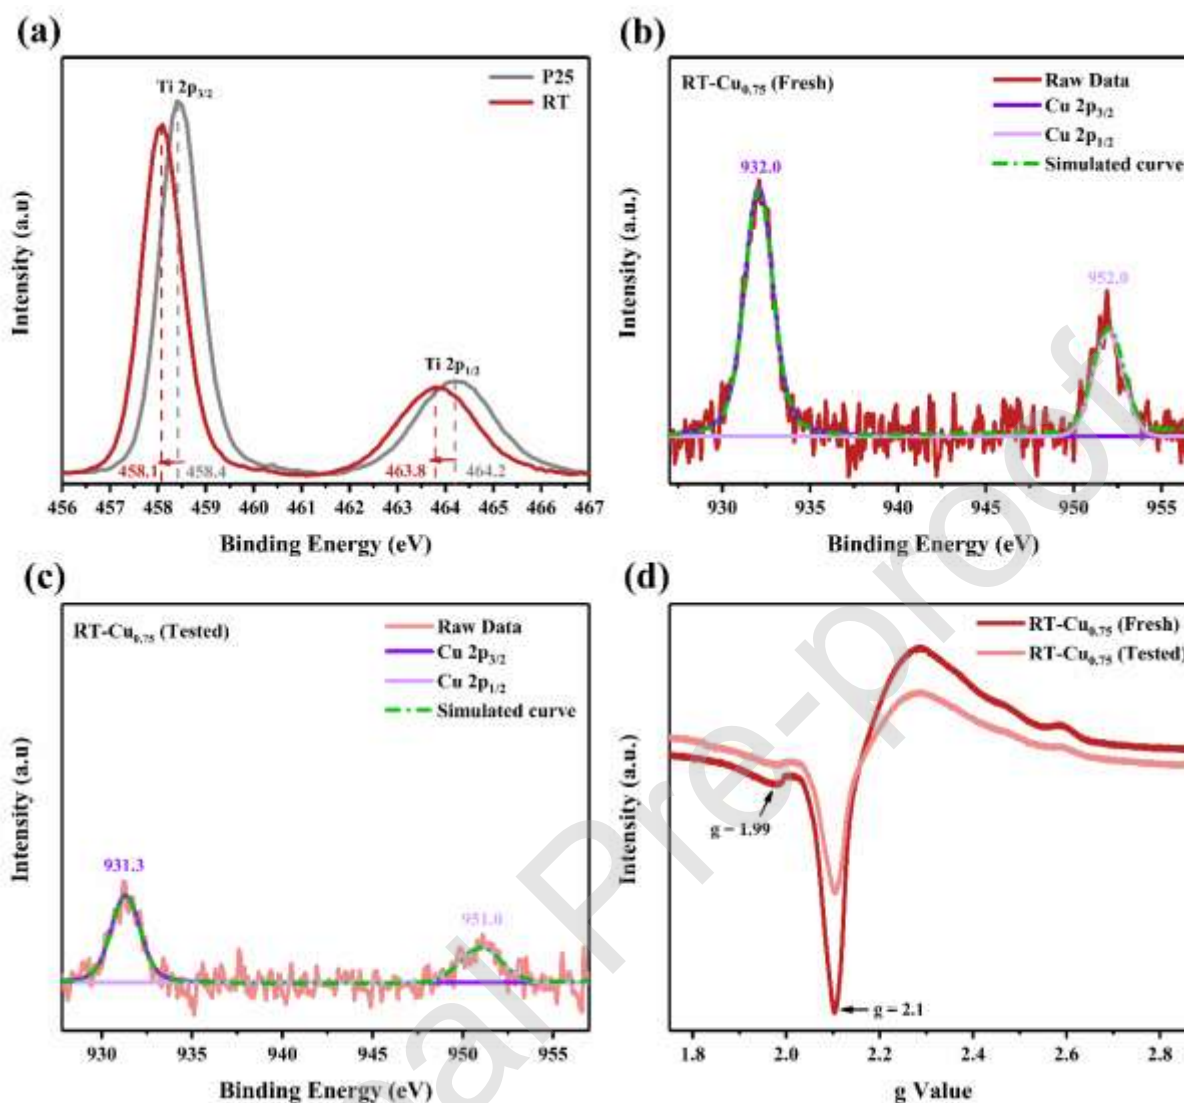 (a)
Ti 2p3/2
P25
RT
Ti 2p1/2
458.1
458.4
463.8
464.2
Intensity (a.u)
456 457 458 459 460 461 462 463 464 465 466 467
Binding Energy (eV)
(b)
RT-Cu0.75 (Fresh)
Raw Data
Cu 2p3/2
Cu 2p1/2
Simulated curve
932.0
952.0
Intensity (a.u.)
930 935 940 945 950 955
Binding Energy (eV)
(c)
RT-Cu0.75 (Tested)
Raw Data
Cu 2p3/2
Cu 2p1/2
Simulated curve
931.3
951.0
Intensity (a.u)
930 935 940 945 950 955
Binding Energy (eV)
(d)
RT-Cu0.75 (Fresh)
RT-Cu0.75 (Tested)
g = 1.99
g = 2.1
Intensity (a.u.)
1.8 2.0 2.2 2.4 2.6 2.8
g Value
Pre-proof